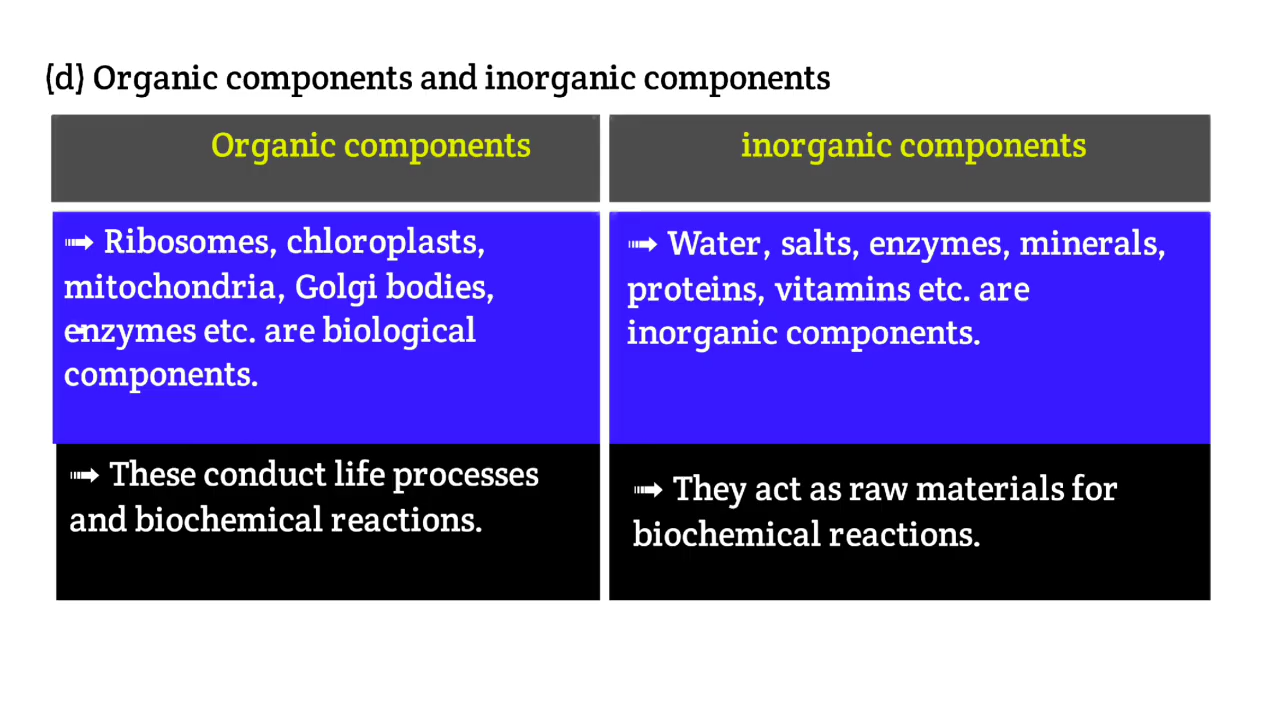 (d) Organic components and inorganic components
Organic components
inorganic components
➟ Ribosomes, chloroplasts,
mitochondria, Golgi bodies,
enzymes etc. are biological
components.
➟ Water, salts, enzymes, minerals,
proteins, vitamins etc. are
inorganic components.
➟ These conduct life processes
and biochemical reactions.
➟ They act as raw materials for
biochemical reactions.